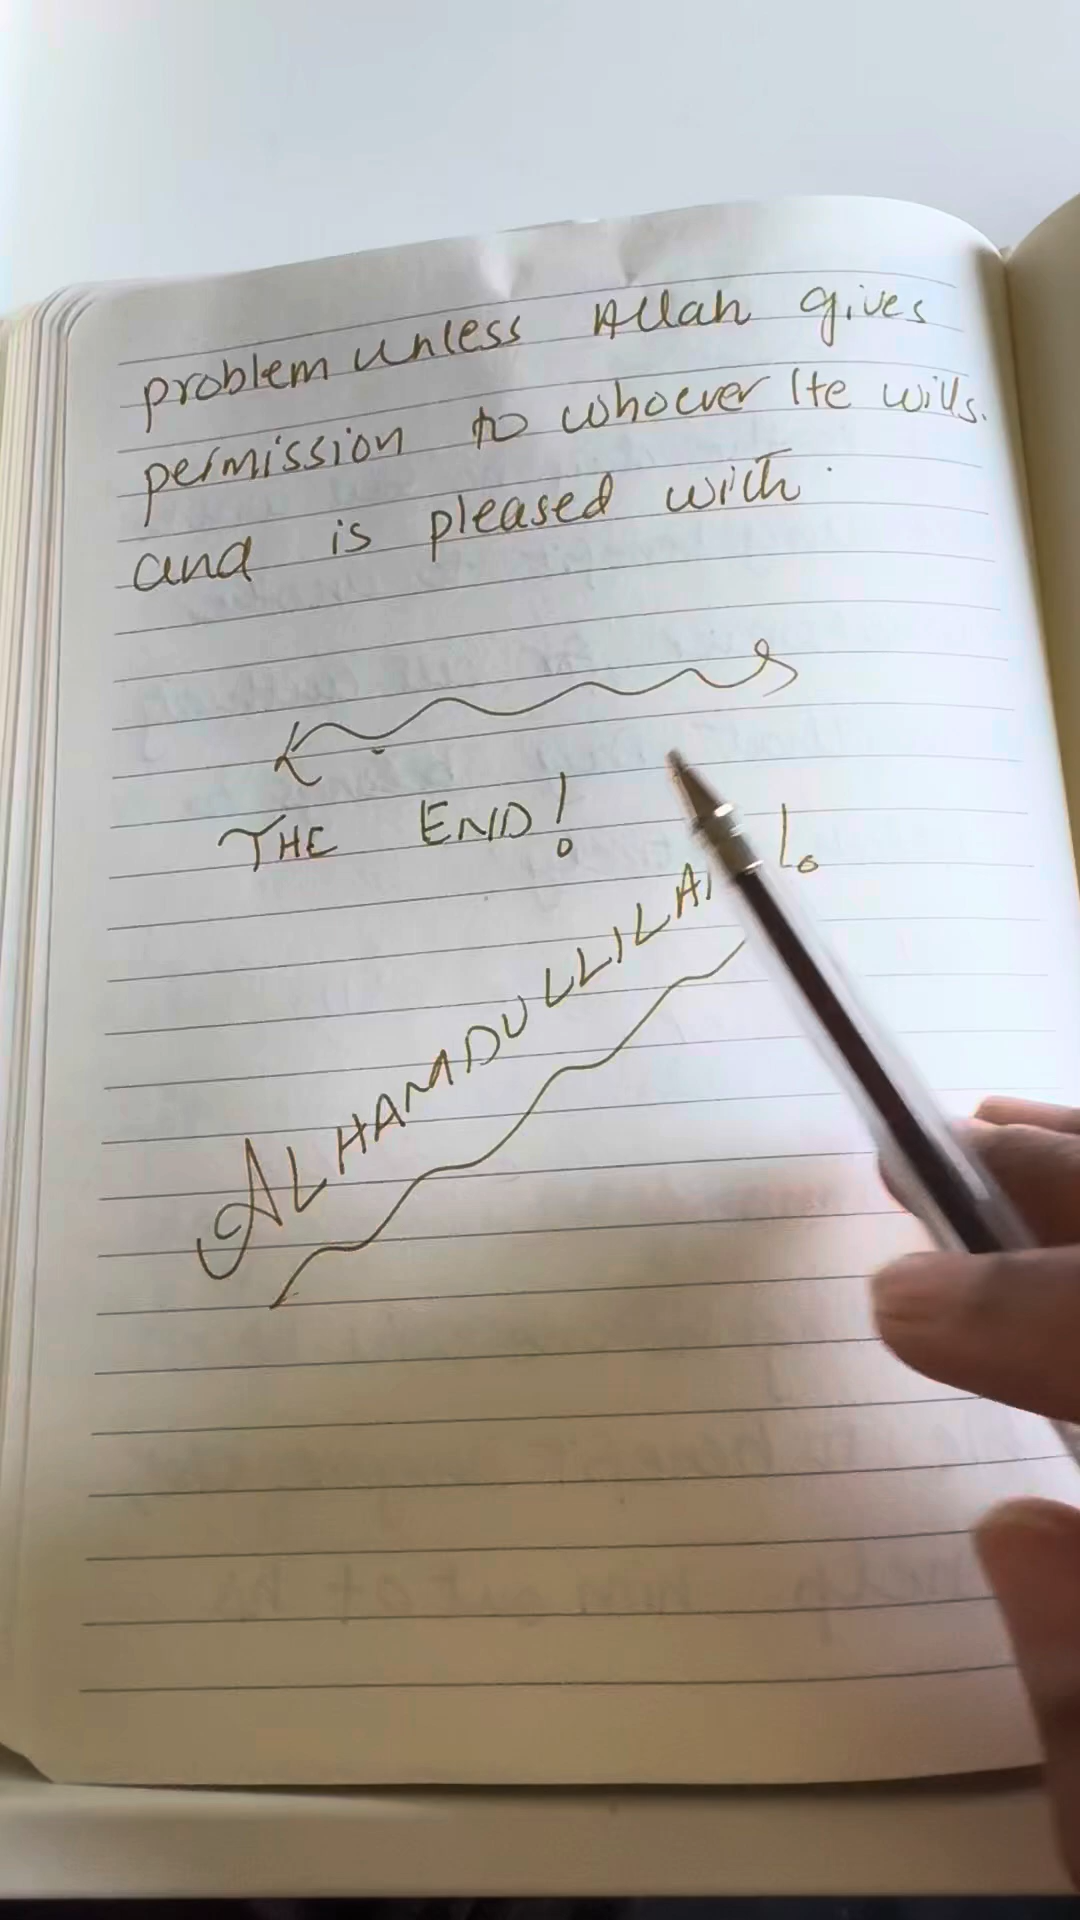 problem unless Allah gives
permission to whoever He wills.
and is pleased with.
THE END!